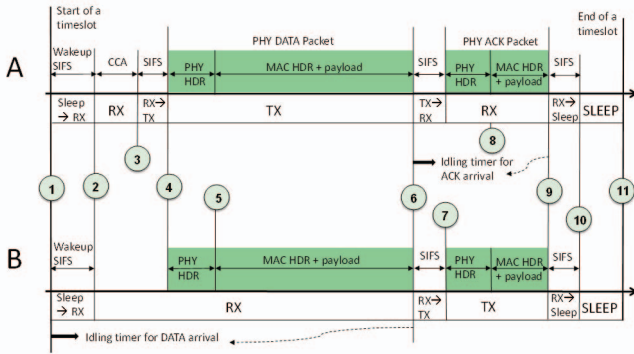 Start of a
timeslot
End of a
timeslot
Wakeup
SIFS
CCA
SIFS
PHY DATA Packet
SIFS
PHY ACK Packet
SIFS
A
PHY
HDR
MAC HDR + payload
PHY
HDR
MAC HDR
+ payload
Sleep
→ RX
RX
RX→
TX
TX
TX→
RX
RX
RX→
Sleep
SLEEP
3
8
Idling timer for
ACK arrival
1
2
4
5
6
7
9
10
11
B
Wakeup
SIFS
PHY
HDR
MAC HDR + payload
SIFS
PHY
HDR
MAC HDR
+ payload
SIFS
Sleep
→ RX
RX
RX→
TX
TX
RX→
Sleep
SLEEP
Idling timer for DATA arrival